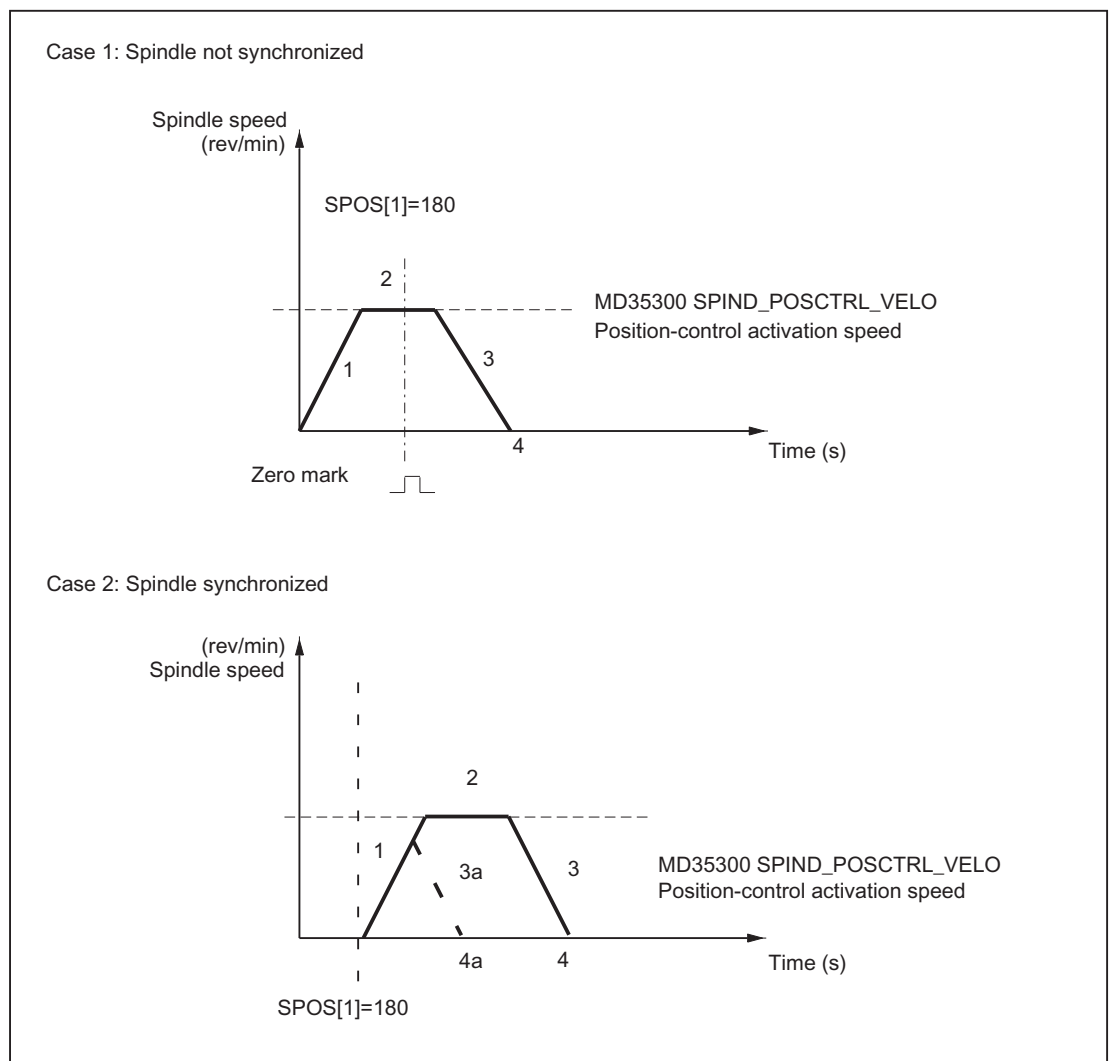 Case 1: Spindle not synchronized
Spindle speed
(rev/min)
SPOS[1]=180
2
MD35300 SPIND_POSCTRL_VELO
Position-control activation speed
1
3
4
Time (s)
Zero mark
Case 2: Spindle synchronized
(rev/min)
Spindle speed
2
1
3a
3
MD35300 SPIND_POSCTRL_VELO
Position-control activation speed
4a
4
Time (s)
SPOS[1]=180